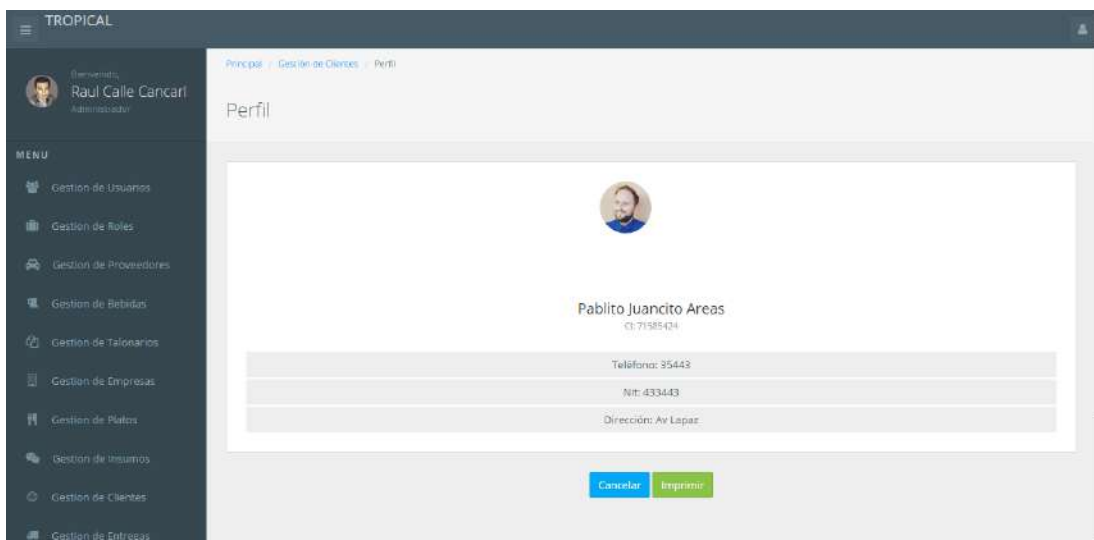 TROPICAL
Bienvenido,
Raul Calle Cancari
Administrador
MENU
Gestion de Usuarios
Gestion de Roles
Gestion de Proveedores
Gestion de Bebidas
Gestion de Talonarios
Gestion de Empresas
Gestion de Platos
Gestion de Insumos
Gestion de Clientes
Gestion de Entregas
Principal / Gestión de Clientes / Perfil
Perfil
Pablito Juancito Areas
CI: 71585424
Teléfono: 35443
Nit: 433443
Dirección: Av Lapaz
Cancelar
Imprimir